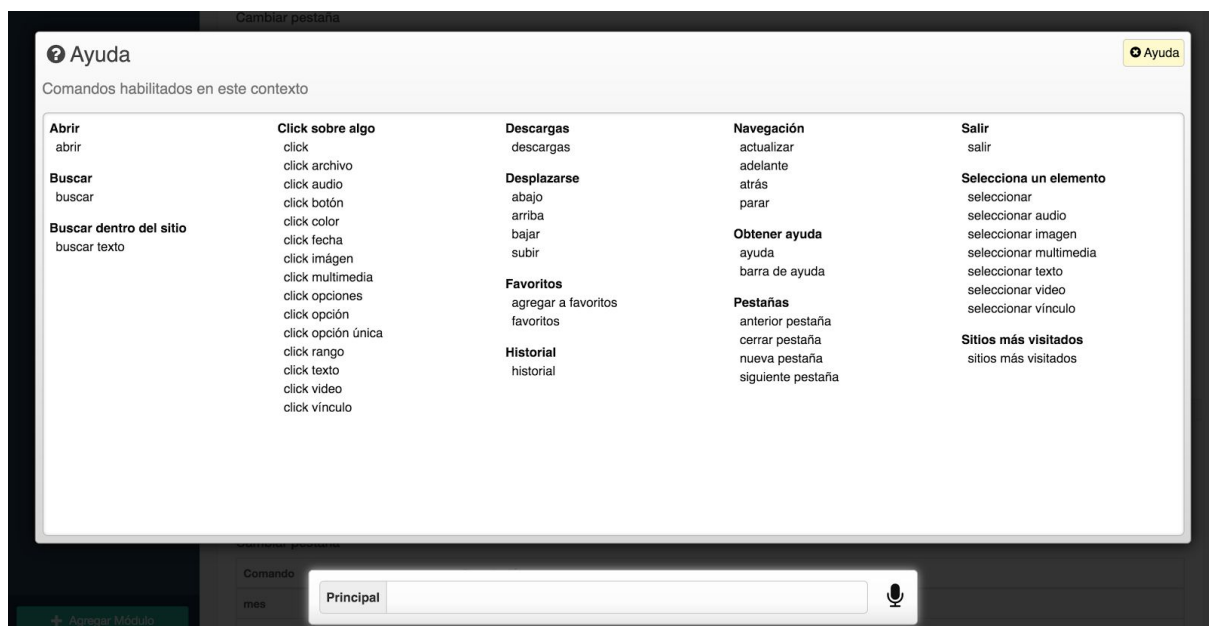 Cambiar pestaña
Ayuda
Ayuda
Comandos habilitados en este contexto
Abrir
abrir
Buscar
buscar
Buscar dentro del sitio
buscar texto
Click sobre algo
click
click archivo
click audio
click botón
click color
click fecha
click imágen
click multimedia
click opciones
click opción
click opción única
click rango
click texto
click video
click vínculo
Descargas
descargas
Desplazarse
abajo
arriba
bajar
subir
Favoritos
agregar a favoritos
favoritos
Historial
historial
Navegación
actualizar
adelante
atrás
parar
Obtener ayuda
ayuda
barra de ayuda
Pestañas
anterior pestaña
cerrar pestaña
nueva pestaña
siguiente pestaña
Salir
salir
Selecciona un elemento
seleccionar
seleccionar audio
seleccionar imagen
seleccionar multimedia
seleccionar texto
seleccionar video
seleccionar vínculo
Sitios más visitados
sitios más visitados
Cambiar pestaña
Comando
mes
Principal
Agregar Módulo